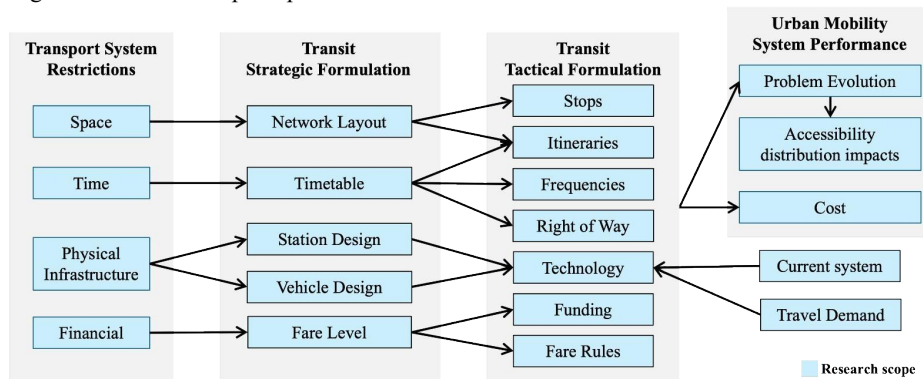 Transport System
Restrictions
Space
Time
Physical
Infrastructure
Financial
Transit
Strategic Formulation
Network Layout
Timetable
Station Design
Vehicle Design
Fare Level
Transit
Tactical Formulation
Stops
Itineraries
Frequencies
Right of Way
Technology
Funding
Fare Rules
Urban Mobility
System Performance
Problem Evolution
Accessibility
distribution impacts
Cost
Current system
Travel Demand
Research scope